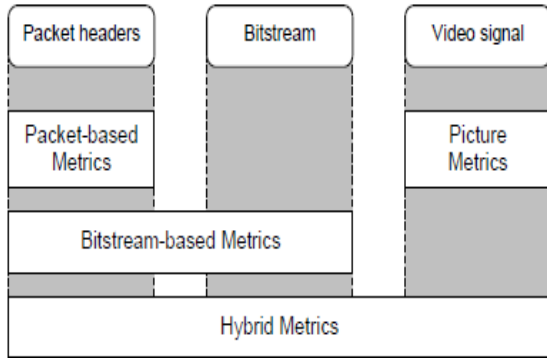 Packet headers
Bitstream
Video signal
Packet-based
Metrics
Picture
Metrics
Bitstream-based Metrics
Hybrid Metrics